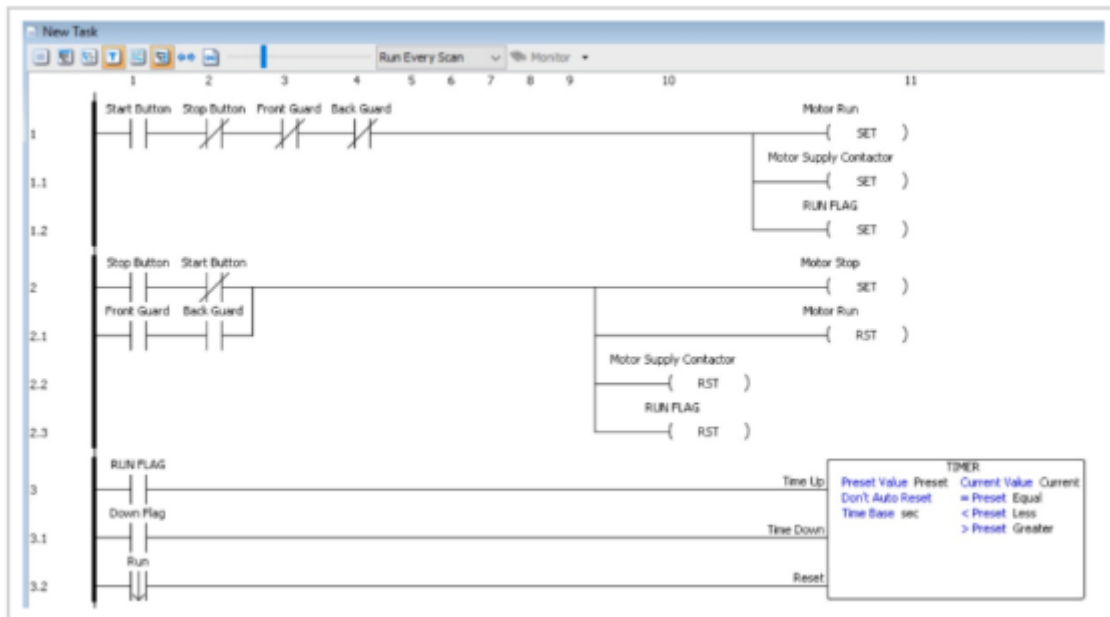 New Task
Run Every Scan Monitor
1 2 3 4 5 6 7 8 9 10 11
Start Button Stop Button Front Guard Back Guard Motor Run
1 SET
Motor Supply Contactor
1.1 SET
RUN FLAG
1.2 SET
Stop Button Start Button Motor Stop
2 SET
Front Guard Back Guard Motor Run
2.1 RST
Motor Supply Contactor
2.2 RST
RUN FLAG
2.3 RST
RUN FLAG TIMER
3 Time Up Preset Value Preset Current Value Current
Don't Auto Reset = Preset Equal
Down Flag Time Base sec < Preset Less
3.1 Time Down > Preset Greater
Run
3.2 Reset